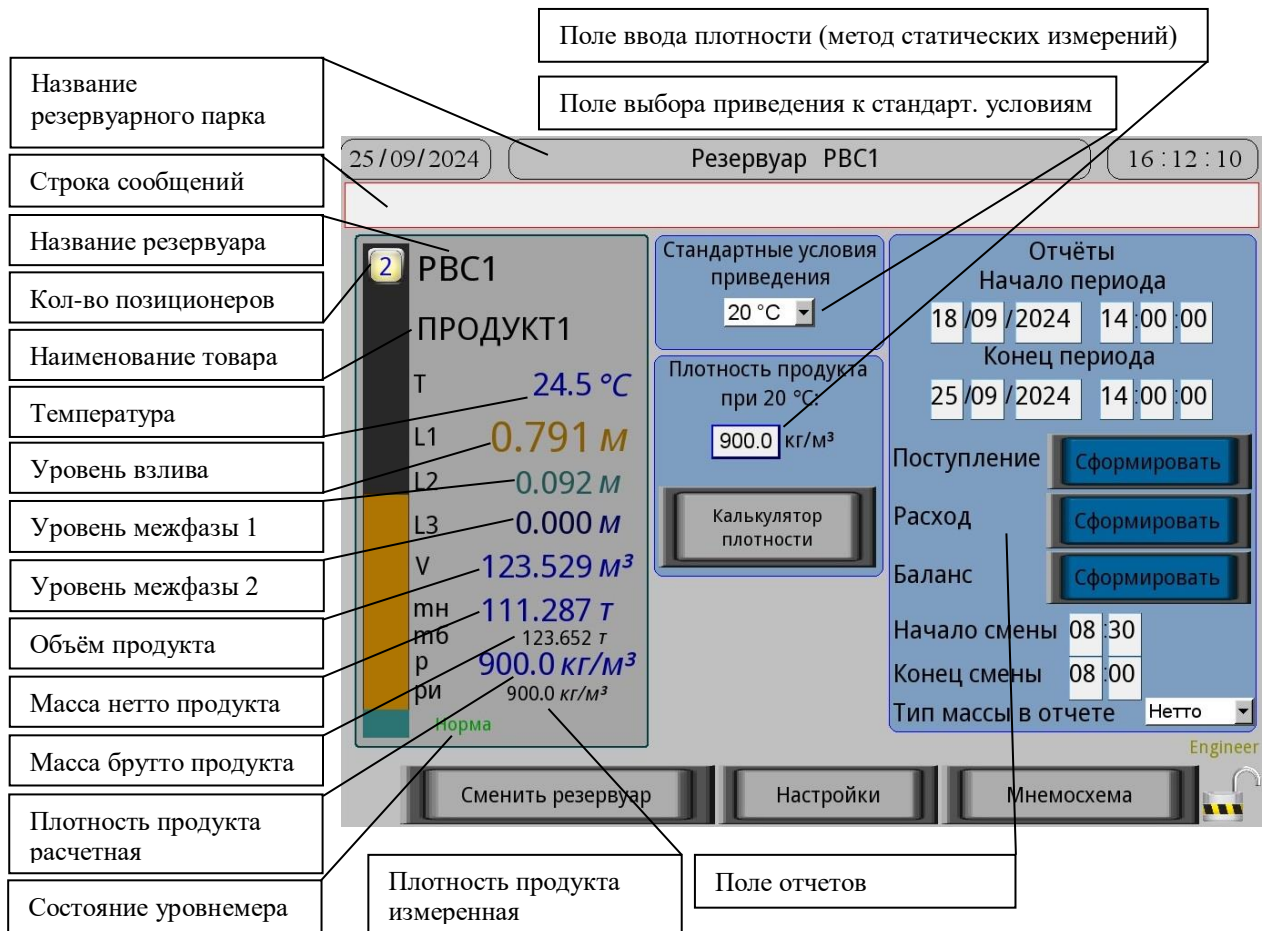 Поле ввода плотности (метод статических измерений)
Поле выбора приведения к стандарт. условиям
Название
резервуарного парка
Строка сообщений
Название резервуара
Кол-во позиционеров
Наименование товара
Температура
Уровень взлива
Уровень межфазы 1
Уровень межфазы 2
Объём продукта
Масса нетто продукта
Масса брутто продукта
Плотность продукта
расчетная
Состояние уровнемера
25/09/2024
Резервуар РВС1
16:12:10
2
РВС1
ПРОДУКТ1
T 24.5 °C
L1 0.791 м
L2 0.092 м
L3 0.000 м
V 123.529 м³
mн 111.287 т
mб 123.652 т
р 900.0 кг/м³
ри 900.0 кг/м³
Норма
Стандартные условия
приведения
20 °C
Плотность продукта
при 20 °C:
900.0 кг/м³
Калькулятор
плотности
Отчёты
Начало периода
18/09/2024 14:00:00
Конец периода
25/09/2024 14:00:00
Поступление Сформировать
Расход Сформировать
Баланс Сформировать
Начало смены 08:30
Конец смены 08:00
Тип массы в отчете Нетто
Engineer
Сменить резервуар
Настройки
Мнемосхема
Плотность продукта
измеренная
Поле отчетов